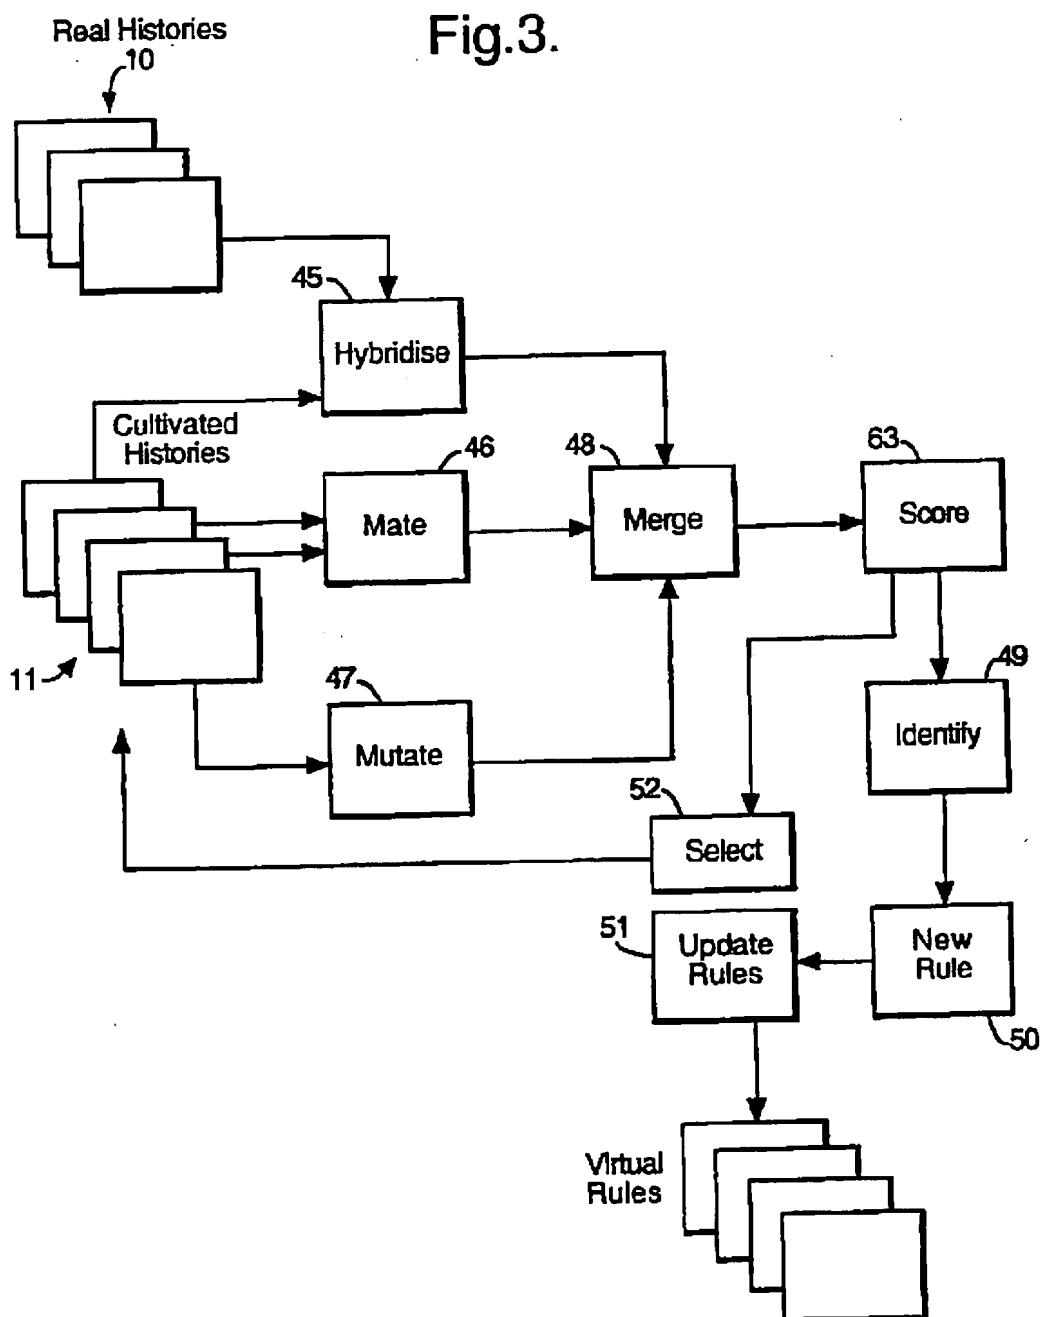 Fig.3.
Real Histories
10
45
Hybridise
Cultivated
Histories
46
Mate
48
Merge
63
Score
11
47
Mutate
49
Identify
52
Select
51
Update
Rules
New
Rule
50
Virtual
Rules